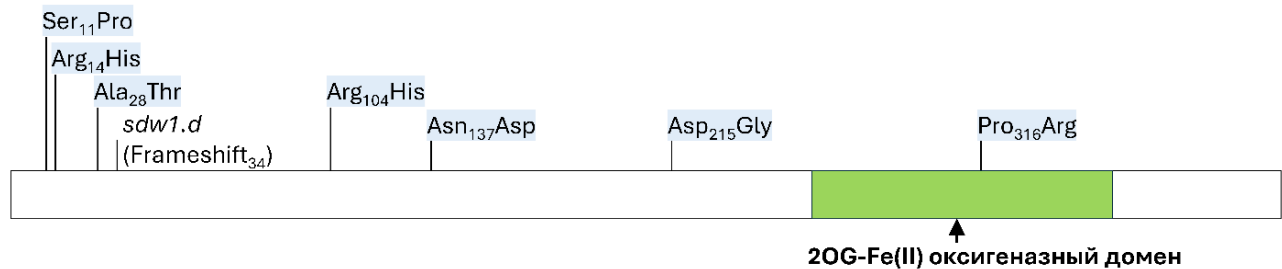 Ser₁₁Pro
Arg₁₄His
Ala₂₈Thr
sdw1.d
(Frameshift₃₄)
Arg₁₀₄His
Asn₁₃₇Asp
Asp₂₁₅Gly
Pro₃₁₆Arg
2OG-Fe(II) оксигеназный домен